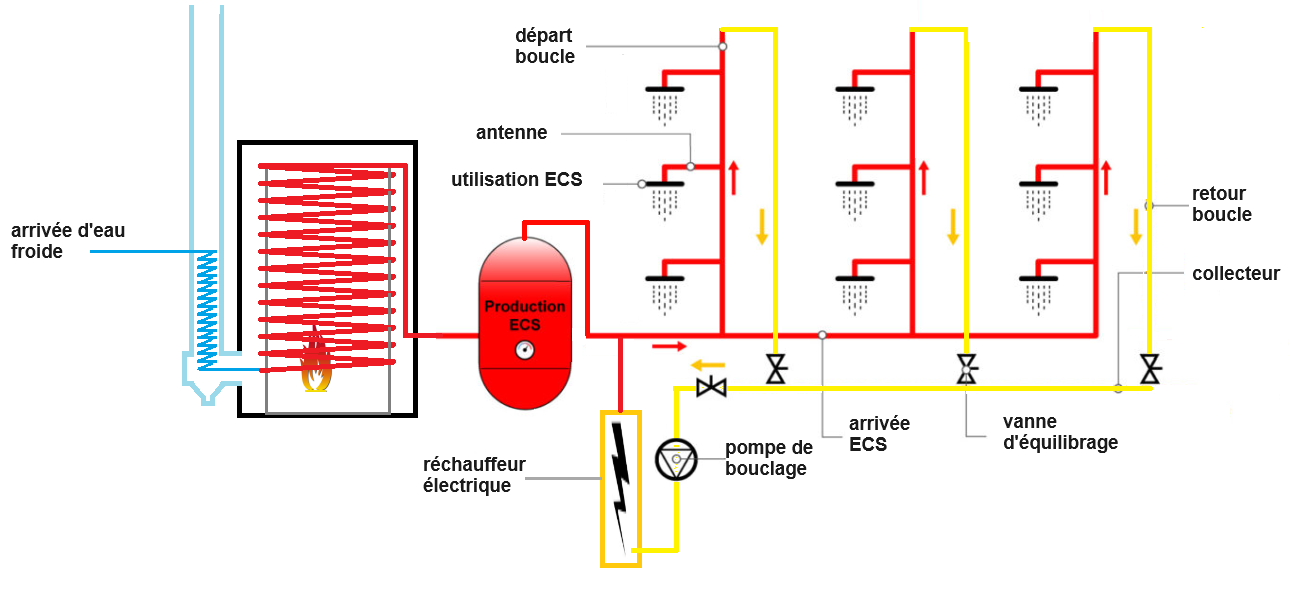 départ
boucle
antenne
utilisation ECS
retour
boucle
arrivée d'eau
froide
collecteur
Production
ECS
arrivée
ECS
vanne
d'équilibrage
pompe de
bouclage
réchauffeur
électrique